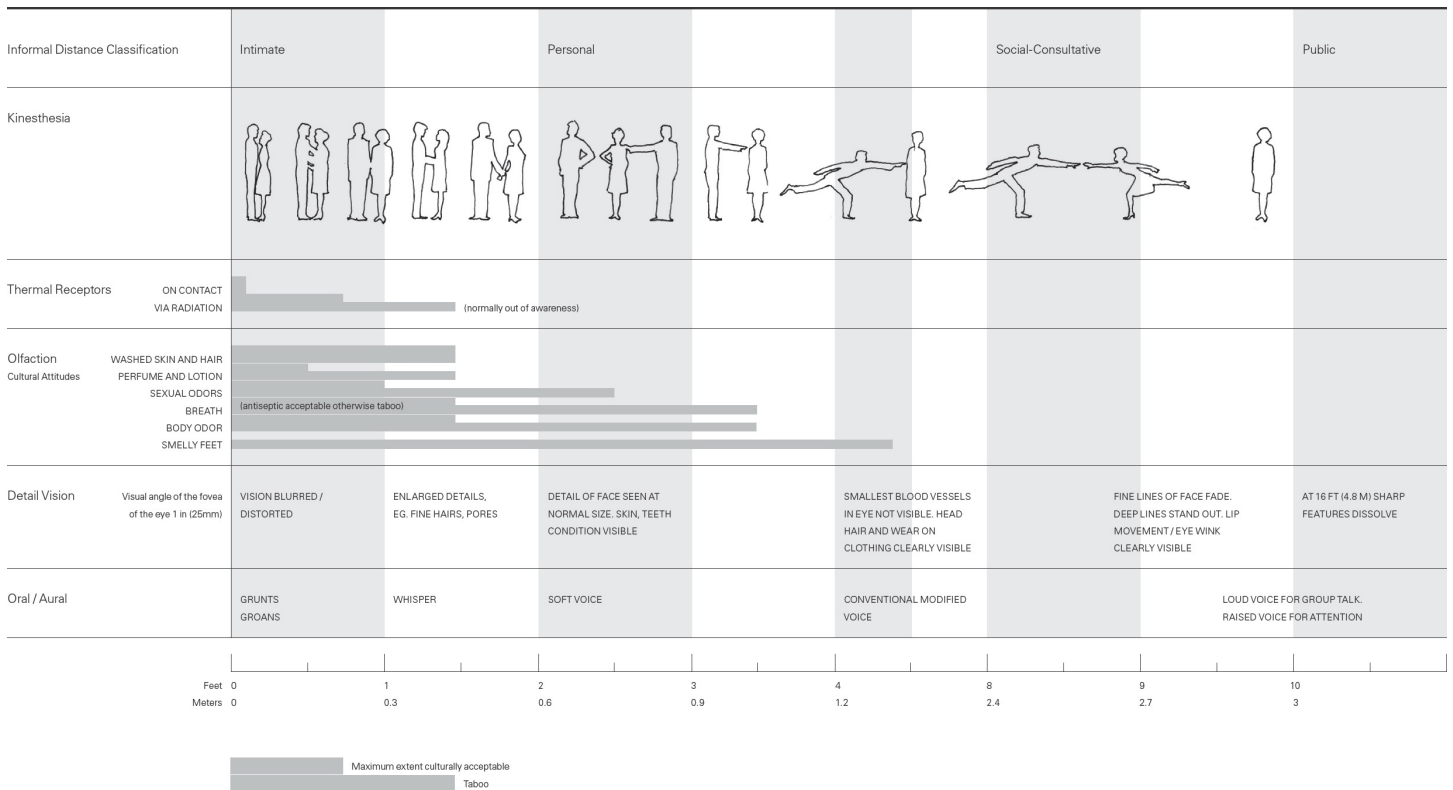 Informal Distance Classification
Intimate
Personal
Social-Consultative
Public
Kinesthesia
Thermal Receptors
ON CONTACT
VIA RADIATION
(normally out of awareness)
Olfaction
Cultural Attitudes
WASHED SKIN AND HAIR
PERFUME AND LOTION
SEXUAL ODORS
BREATH
(antiseptic acceptable otherwise taboo)
BODY ODOR
SMELLY FEET
Detail Vision
Visual angle of the fovea
of the eye 1 in (25mm)
VISION BLURRED /
DISTORTED
ENLARGED DETAILS,
EG. FINE HAIRS, PORES
DETAIL OF FACE SEEN AT
NORMAL SIZE. SKIN, TEETH
CONDITION VISIBLE
SMALLEST BLOOD VESSELS
IN EYE NOT VISIBLE. HEAD
HAIR AND WEAR ON
CLOTHING CLEARLY VISIBLE
FINE LINES OF FACE FADE.
DEEP LINES STAND OUT. LIP
MOVEMENT / EYE WINK
CLEARLY VISIBLE
AT 16 FT (4.8 M) SHARP
FEATURES DISSOLVE
Oral / Aural
GRUNTS
GROANS
WHISPER
SOFT VOICE
CONVENTIONAL MODIFIED
VOICE
LOUD VOICE FOR GROUP TALK.
RAISED VOICE FOR ATTENTION
Feet 0 1 2 3 4 8 9 10
Meters 0 0.3 0.6 0.9 1.2 2.4 2.7 3
Maximum extent culturally acceptable
Taboo